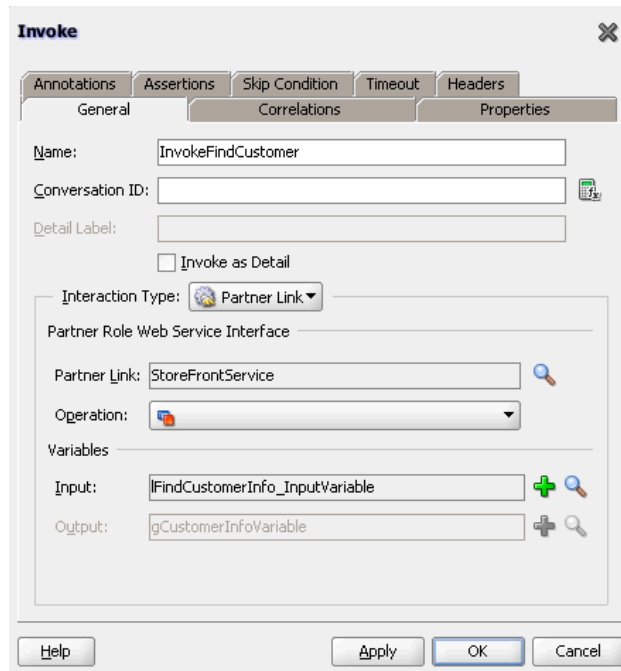 Invoke
Annotations Assertions Skip Condition Timeout Headers
General Correlations Properties
Name: InvokeFindCustomer
Conversation ID:
Detail Label:
Invoke as Detail
Interaction Type: Partner Link
Partner Role Web Service Interface
Partner Link: StoreFrontService
Operation:
Variables
Input: lFindCustomerInfo_InputVariable
Output: gCustomerInfoVariable
Help Apply OK Cancel